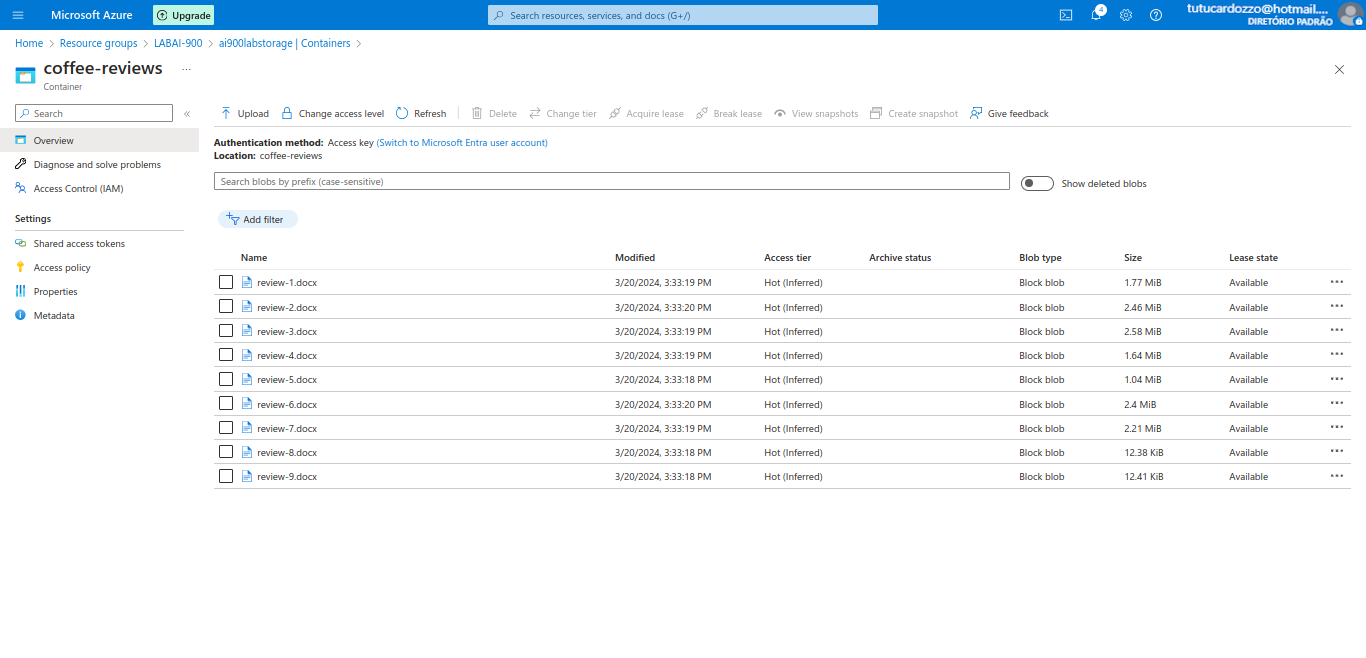 Microsoft Azure Upgrade Search resources, services, and docs (G+/) 4 tutucardozzo@hotmail....
DIRETÓRIO PADRÃO
Home > Resource groups > LABAI-900 > ai900labstorage | Containers >
coffee-reviews ...
Container
Search «
Overview
Diagnose and solve problems
Access Control (IAM)
Settings
Shared access tokens
Access policy
Properties
Metadata
Upload Change access level Refresh Delete Change tier Acquire lease Break lease View snapshots Create snapshot Give feedback
Authentication method: Access key (Switch to Microsoft Entra user account)
Location: coffee-reviews
Search blobs by prefix (case-sensitive) Show deleted blobs
Add filter
Name Modified Access tier Archive status Blob type Size Lease state
review-1.docx 3/20/2024, 3:33:19 PM Hot (Inferred) Block blob 1.77 MiB Available ...
review-2.docx 3/20/2024, 3:33:20 PM Hot (Inferred) Block blob 2.46 MiB Available ...
review-3.docx 3/20/2024, 3:33:19 PM Hot (Inferred) Block blob 2.58 MiB Available ...
review-4.docx 3/20/2024, 3:33:19 PM Hot (Inferred) Block blob 1.64 MiB Available ...
review-5.docx 3/20/2024, 3:33:18 PM Hot (Inferred) Block blob 1.04 MiB Available ...
review-6.docx 3/20/2024, 3:33:20 PM Hot (Inferred) Block blob 2.4 MiB Available ...
review-7.docx 3/20/2024, 3:33:19 PM Hot (Inferred) Block blob 2.21 MiB Available ...
review-8.docx 3/20/2024, 3:33:18 PM Hot (Inferred) Block blob 12.38 KiB Available ...
review-9.docx 3/20/2024, 3:33:18 PM Hot (Inferred) Block blob 12.41 KiB Available ...